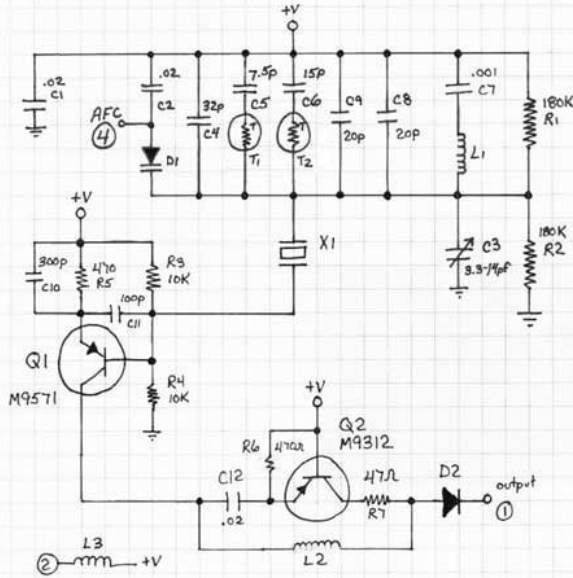 +V
.02
C1
.02
C2
AFC
4
D1
32p
C4
7.5p
C5
T
T1
15p
C6
T
T2
C9
20p
C8
20p
.001
C7
L1
180K
R1
+V
300p
C10
470
R5
R3
10K
100p
C11
X1
C3
3.3-14pf
180K
R2
Q1
M9571
R4
10K
+V
Q2
M9312
R6
470Ω
C12
.02
47Ω
R7
D2
output
1
L2
2
L3
+V